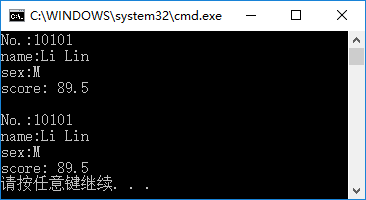 C:\WINDOWS\system32\cmd.exe
No.:10101
name:Li Lin
sex:M
score: 89.5
No.:10101
name:Li Lin
sex:M
score: 89.5
请按任意键继续. . .